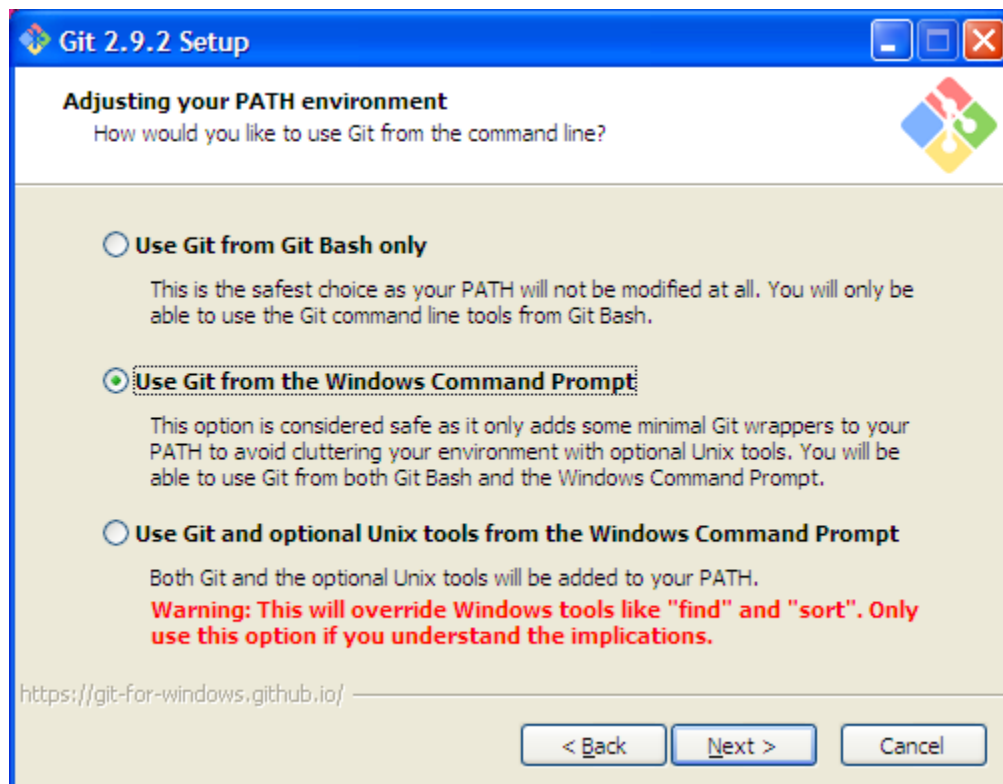 Git 2.9.2 Setup
Adjusting your PATH environment
How would you like to use Git from the command line?
Use Git from Git Bash only
This is the safest choice as your PATH will not be modified at all. You will only be
able to use the Git command line tools from Git Bash.
Use Git from the Windows Command Prompt
This option is considered safe as it only adds some minimal Git wrappers to your
PATH to avoid cluttering your environment with optional Unix tools. You will be
able to use Git from both Git Bash and the Windows Command Prompt.
Use Git and optional Unix tools from the Windows Command Prompt
Both Git and the optional Unix tools will be added to your PATH.
Warning: This will override Windows tools like "find" and "sort". Only
use this option if you understand the implications.
https://git-for-windows.github.io/
< Back Next > Cancel